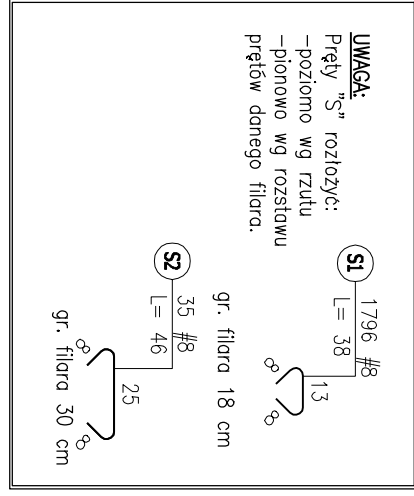 UWAGA:
Pręty "S" rozłożyć:
-poziomo wg rzutu
-pionowo wg rozstawu
prętów danego filara.
S1
1796 #8
L= 38
13
8
8
gr. filara 18 cm
S2
35 #8
L= 46
25
8
8
gr. filara 30 cm